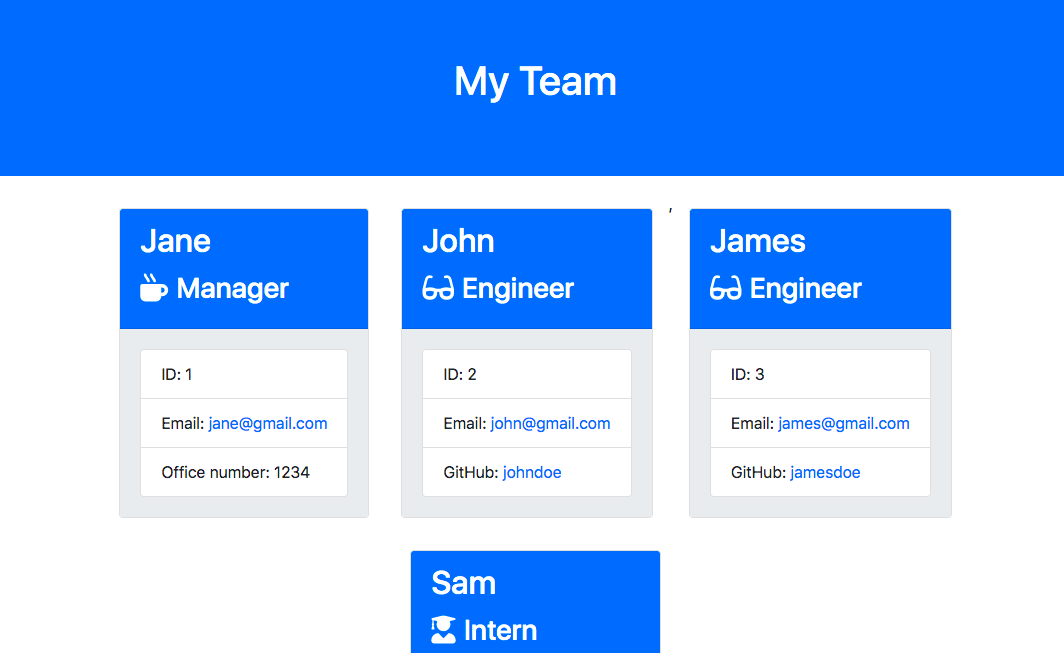 My Team
Jane
Manager
ID: 1
Email: jane@gmail.com
Office number: 1234
John
Engineer
ID: 2
Email: john@gmail.com
GitHub: johndoe
,
James
Engineer
ID: 3
Email: james@gmail.com
GitHub: jamesdoe
Sam
Intern